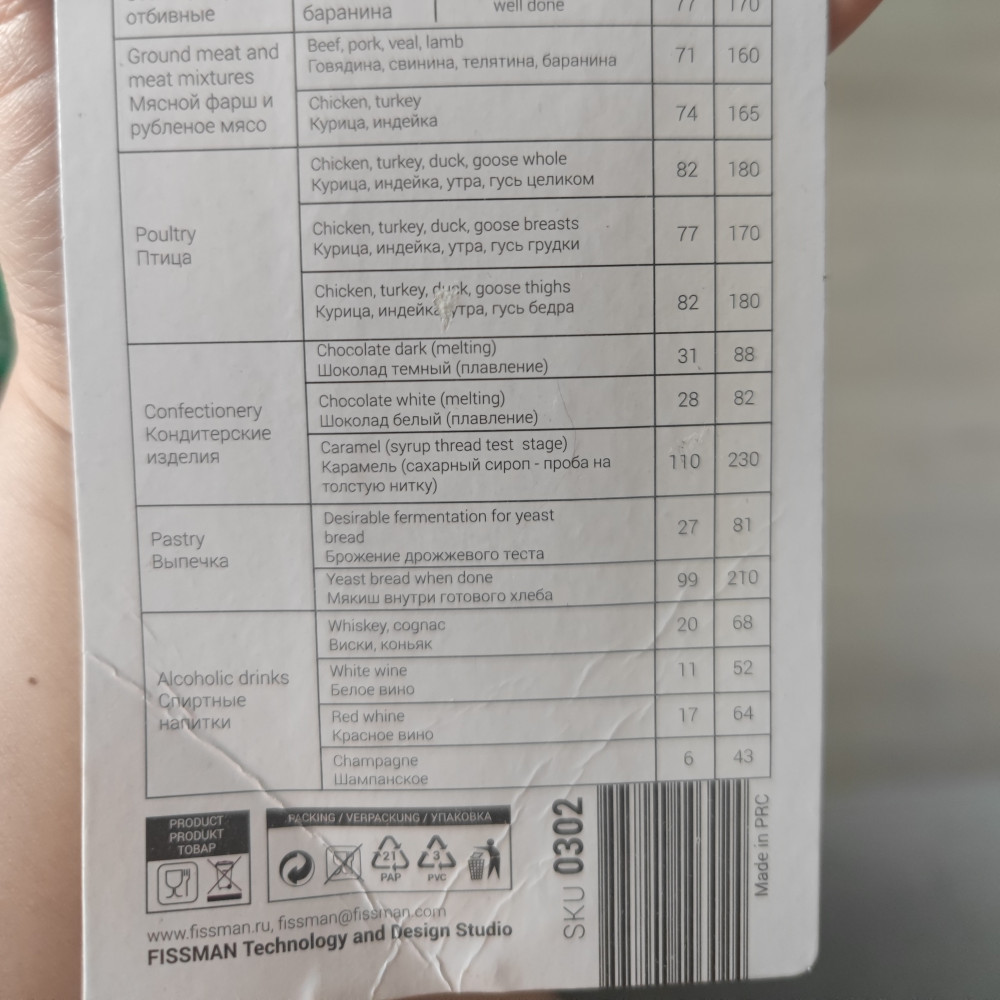 отбивные
баранина
well done
77 170
Ground meat and
meat mixtures
Мясной фарш и
рубленое мясо
Beef, pork, veal, lamb
Говядина, свинина, телятина, баранина
71 160
Chicken, turkey
Курица, индейка
74 165
Poultry
Птица
Chicken, turkey, duck, goose whole
Курица, индейка, утра, гусь целиком
82 180
Chicken, turkey, duck, goose breasts
Курица, индейка, утра, гусь грудки
77 170
Chicken, turkey, duck, goose thighs
Курица, индейка, утра, гусь бедра
82 180
Confectionery
Кондитерские
изделия
Chocolate dark (melting)
Шоколад темный (плавление)
31 88
Chocolate white (melting)
Шоколад белый (плавление)
28 82
Caramel (syrup thread test stage)
Карамель (сахарный сироп - проба на
толстую нитку)
110 230
Pastry
Выпечка
Desirable fermentation for yeast
bread
Брожение дрожжевого теста
27 81
Yeast bread when done
Мякиш внутри готового хлеба
99 210
Alcoholic drinks
Спиртные
напитки
Whiskey, cognac
Виски, коньяк
20 68
White wine
Белое вино
11 52
Red whine
Красное вино
17 64
Champagne
Шампанское
6 43
PRODUCT
PRODUKT
ТОВАР
PACKING / VERPACKUNG / УПАКОВКА
21
PAP
3
PVC
www.fissman.ru, fissman@fissman.com
FISSMAN Technology and Design Studio
SKU 0302
Made in PRC